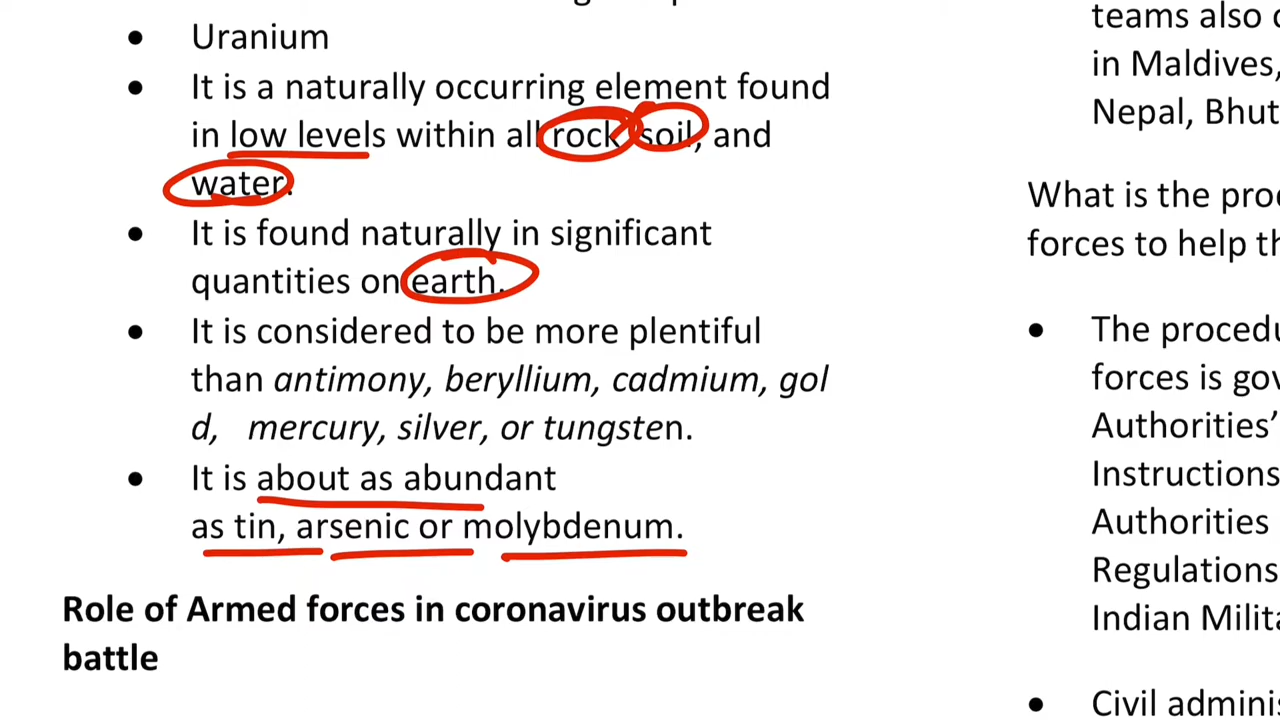 • Uranium
• It is a naturally occurring element found
in low levels within all rock, soil, and
water.
• It is found naturally in significant
quantities on earth.
• It is considered to be more plentiful
than antimony, beryllium, cadmium, gol
d, mercury, silver, or tungsten.
• It is about as abundant
as tin, arsenic or molybdenum.
Role of Armed forces in coronavirus outbreak
battle
teams also
in Maldives,
Nepal, Bhut
What is the pro
forces to help th
• The procedu
forces is gov
Authorities’
Instructions
Authorities
Regulations
Indian Milita
• Civil adminis